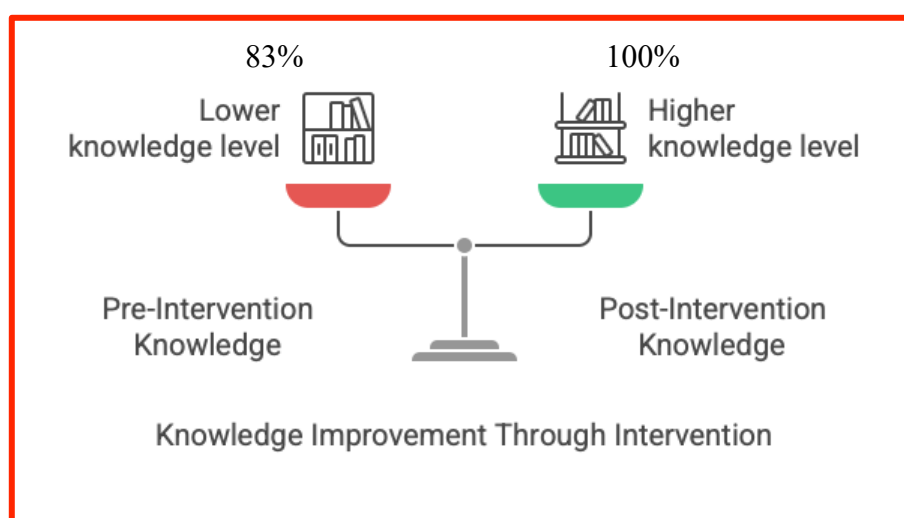 83%
100%
Lower
knowledge level
Higher
knowledge level
Pre-Intervention
Knowledge
Post-Intervention
Knowledge
Knowledge Improvement Through Intervention